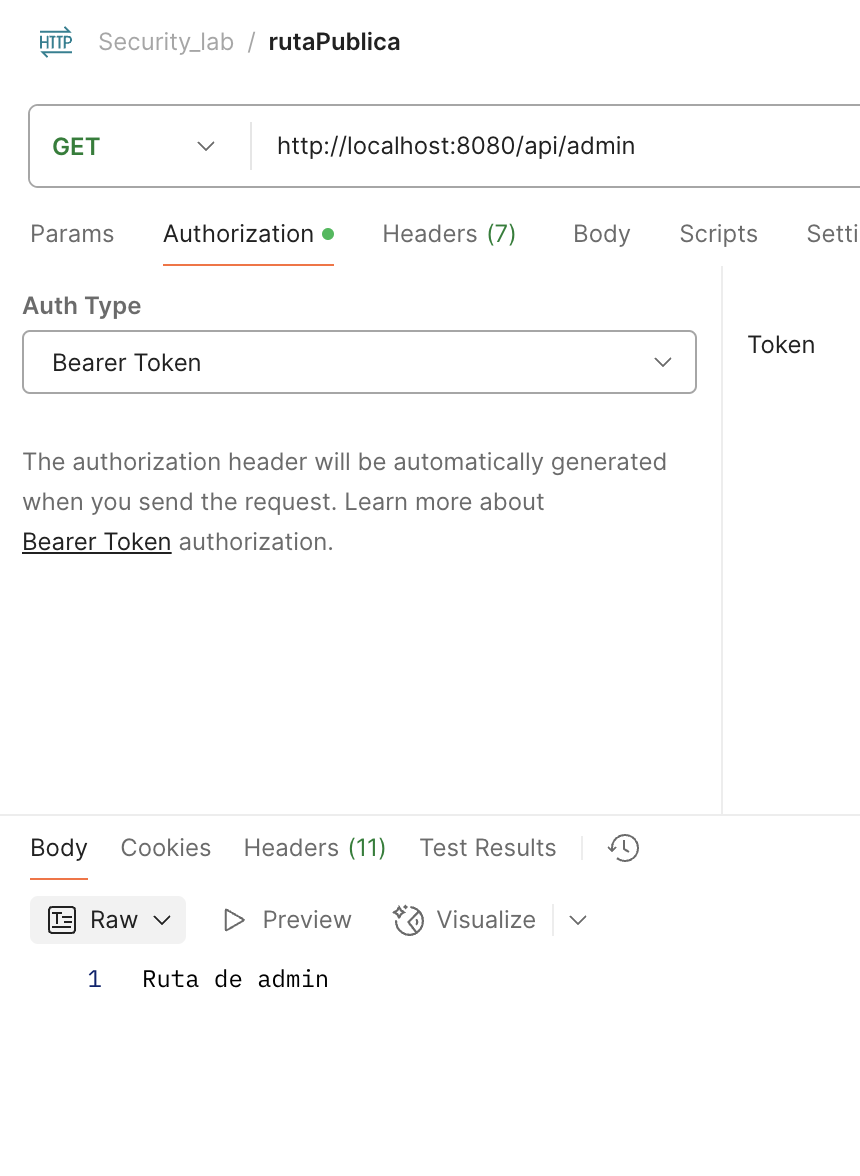 HTTP Security_lab / rutaPublica
GET http://localhost:8080/api/admin
Params Authorization Headers (7) Body Scripts Setti
Auth Type
Bearer Token
Token
The authorization header will be automatically generated
when you send the request. Learn more about
Bearer Token authorization.
Body Cookies Headers (11) Test Results
Raw Preview Visualize
1 Ruta de admin